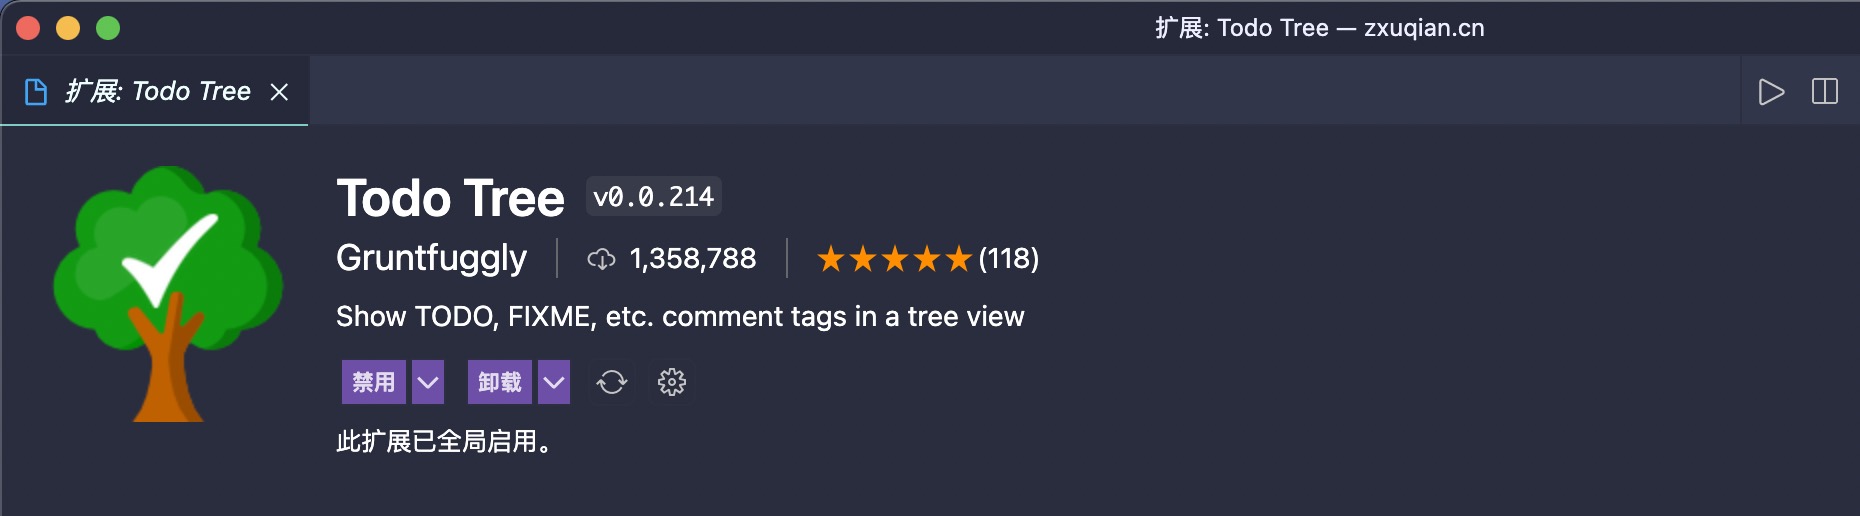 扩展: Todo Tree — zxuqian.cn
扩展: Todo Tree
Todo Tree v0.0.214
Gruntfuggly 1,358,788 (118)
Show TODO, FIXME, etc. comment tags in a tree view
禁用 卸载
此扩展已全局启用。